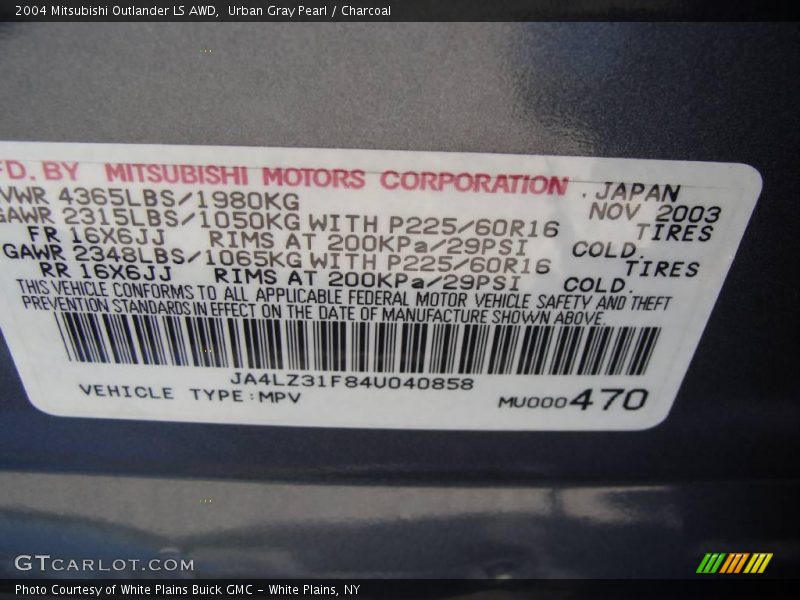 2004 Mitsubishi Outlander LS AWD,  Urban Gray Pearl / Charcoal
FD. BY MITSUBISHI MOTORS CORPORATION . JAPAN
VWR 4365LBS/1980KG NOV 2003
GAWR 2315LBS/1050KG WITH P225/60R16 TIRES
FR 16X6JJ RIMS AT 200KPa/29PSI COLD.
GAWR 2348LBS/1065KG WITH P225/60R16 TIRES
RR 16X6JJ RIMS AT 200KPa/29PSI COLD.
THIS VEHICLE CONFORMS TO ALL APPLICABLE FEDERAL MOTOR VEHICLE SAFETY AND THEFT
PREVENTION STANDARDS IN EFFECT ON THE DATE OF MANUFACTURE SHOWN ABOVE.
JA4LZ31F84U040858
VEHICLE TYPE:MPV MU000470
GTCARLOT.COM
Photo Courtesy of White Plains Buick GMC - White Plains, NY